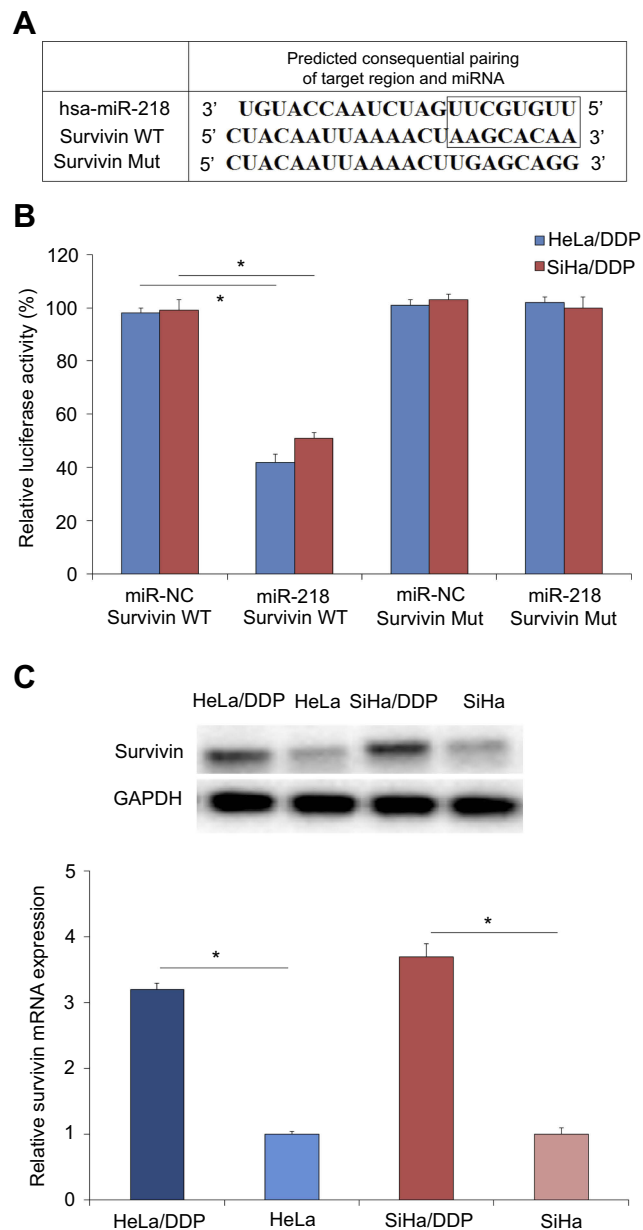 A
Predicted consequential pairing
of target region and miRNA
hsa-miR-218 3’ UGUACCAAUCUAGUUCGUGUU 5’
Survivin WT 5’ CUACAAUUAAAACUAAGCACAA 3’
Survivin Mut 5’ CUACAAUUAAAACUUGAGCAGG 3’
B
HeLa/DDP
SiHa/DDP
Relative luciferase activity (%)
120
100
80
60
40
20
0
* *
miR-NC miR-218 miR-NC miR-218
Survivin WT Survivin WT Survivin Mut Survivin Mut
C
HeLa/DDP HeLa SiHa/DDP SiHa
Survivin
GAPDH
Relative survivin mRNA expression
5
4
3
2
1
0
* *
HeLa/DDP HeLa SiHa/DDP SiHa